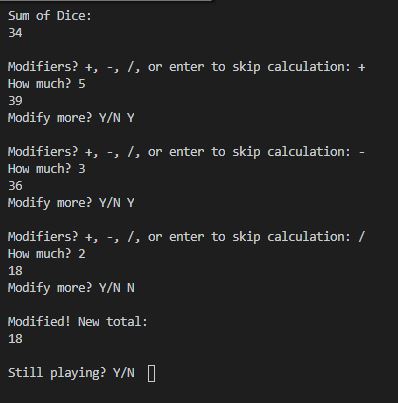 Sum of Dice:
34
Modifiers? +, -, /, or enter to skip calculation: +
How much? 5
39
Modify more? Y/N Y
Modifiers? +, -, /, or enter to skip calculation: -
How much? 3
36
Modify more? Y/N Y
Modifiers? +, -, /, or enter to skip calculation: /
How much? 2
18
Modify more? Y/N N
Modified! New total:
18
Still playing? Y/N